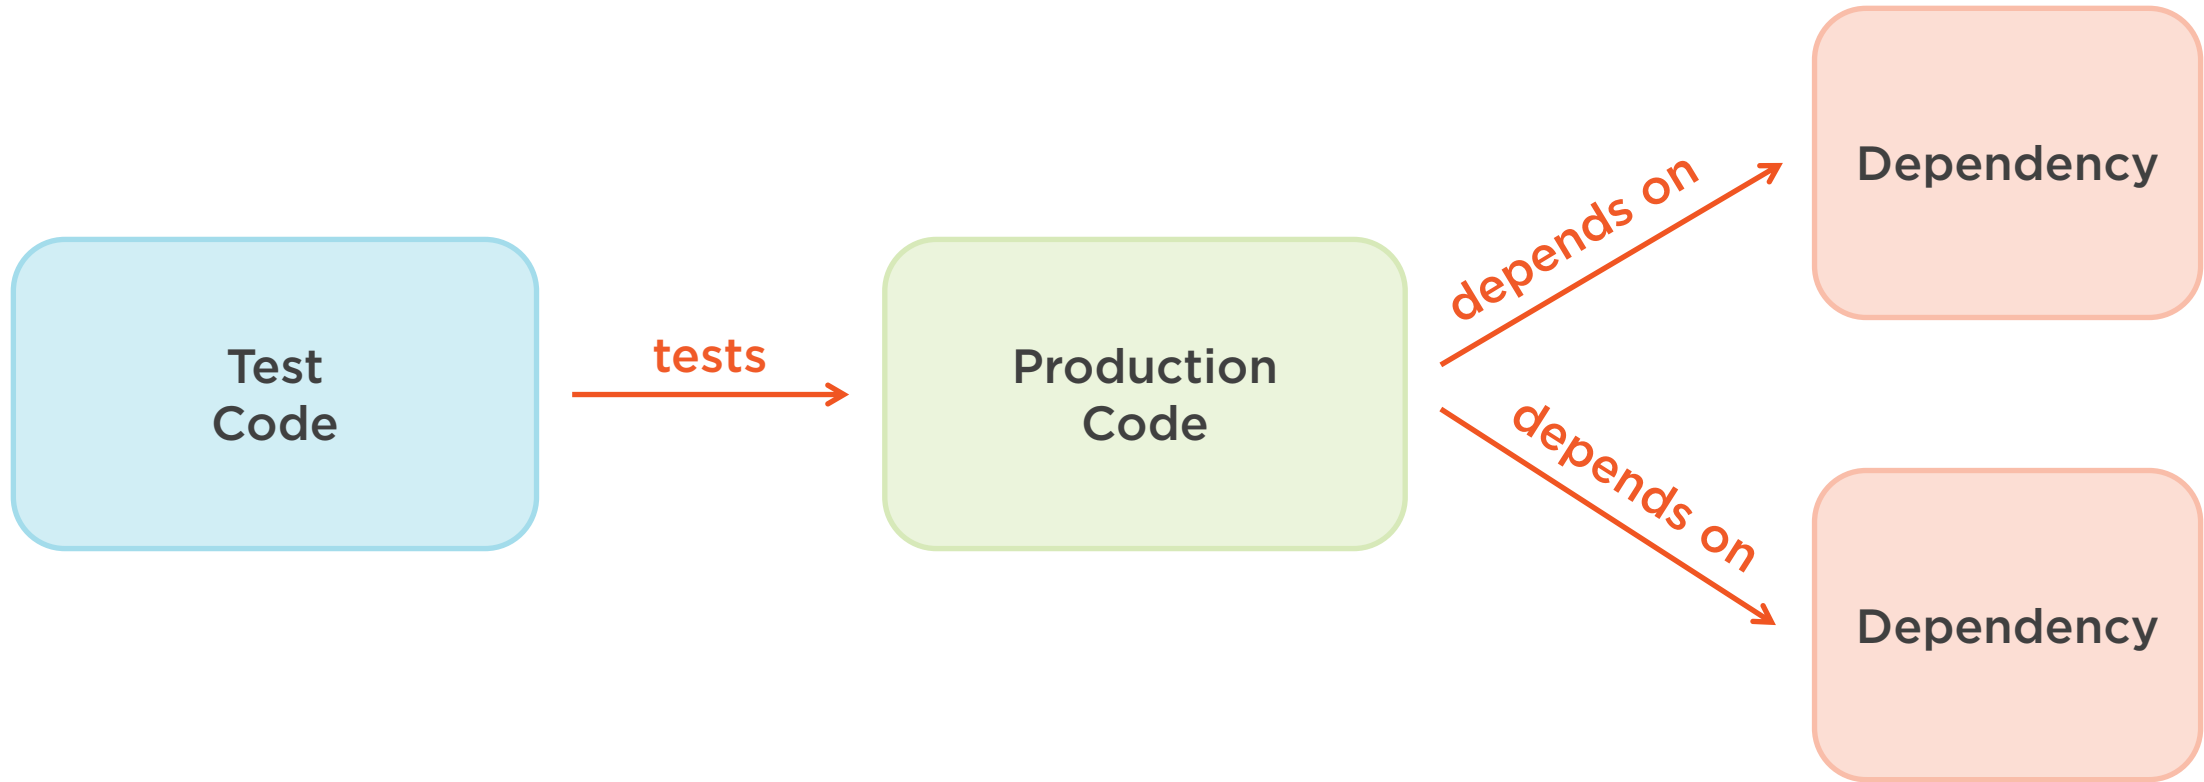 Test
Code
tests
Production
Code
depends on
Dependency
depends on
Dependency